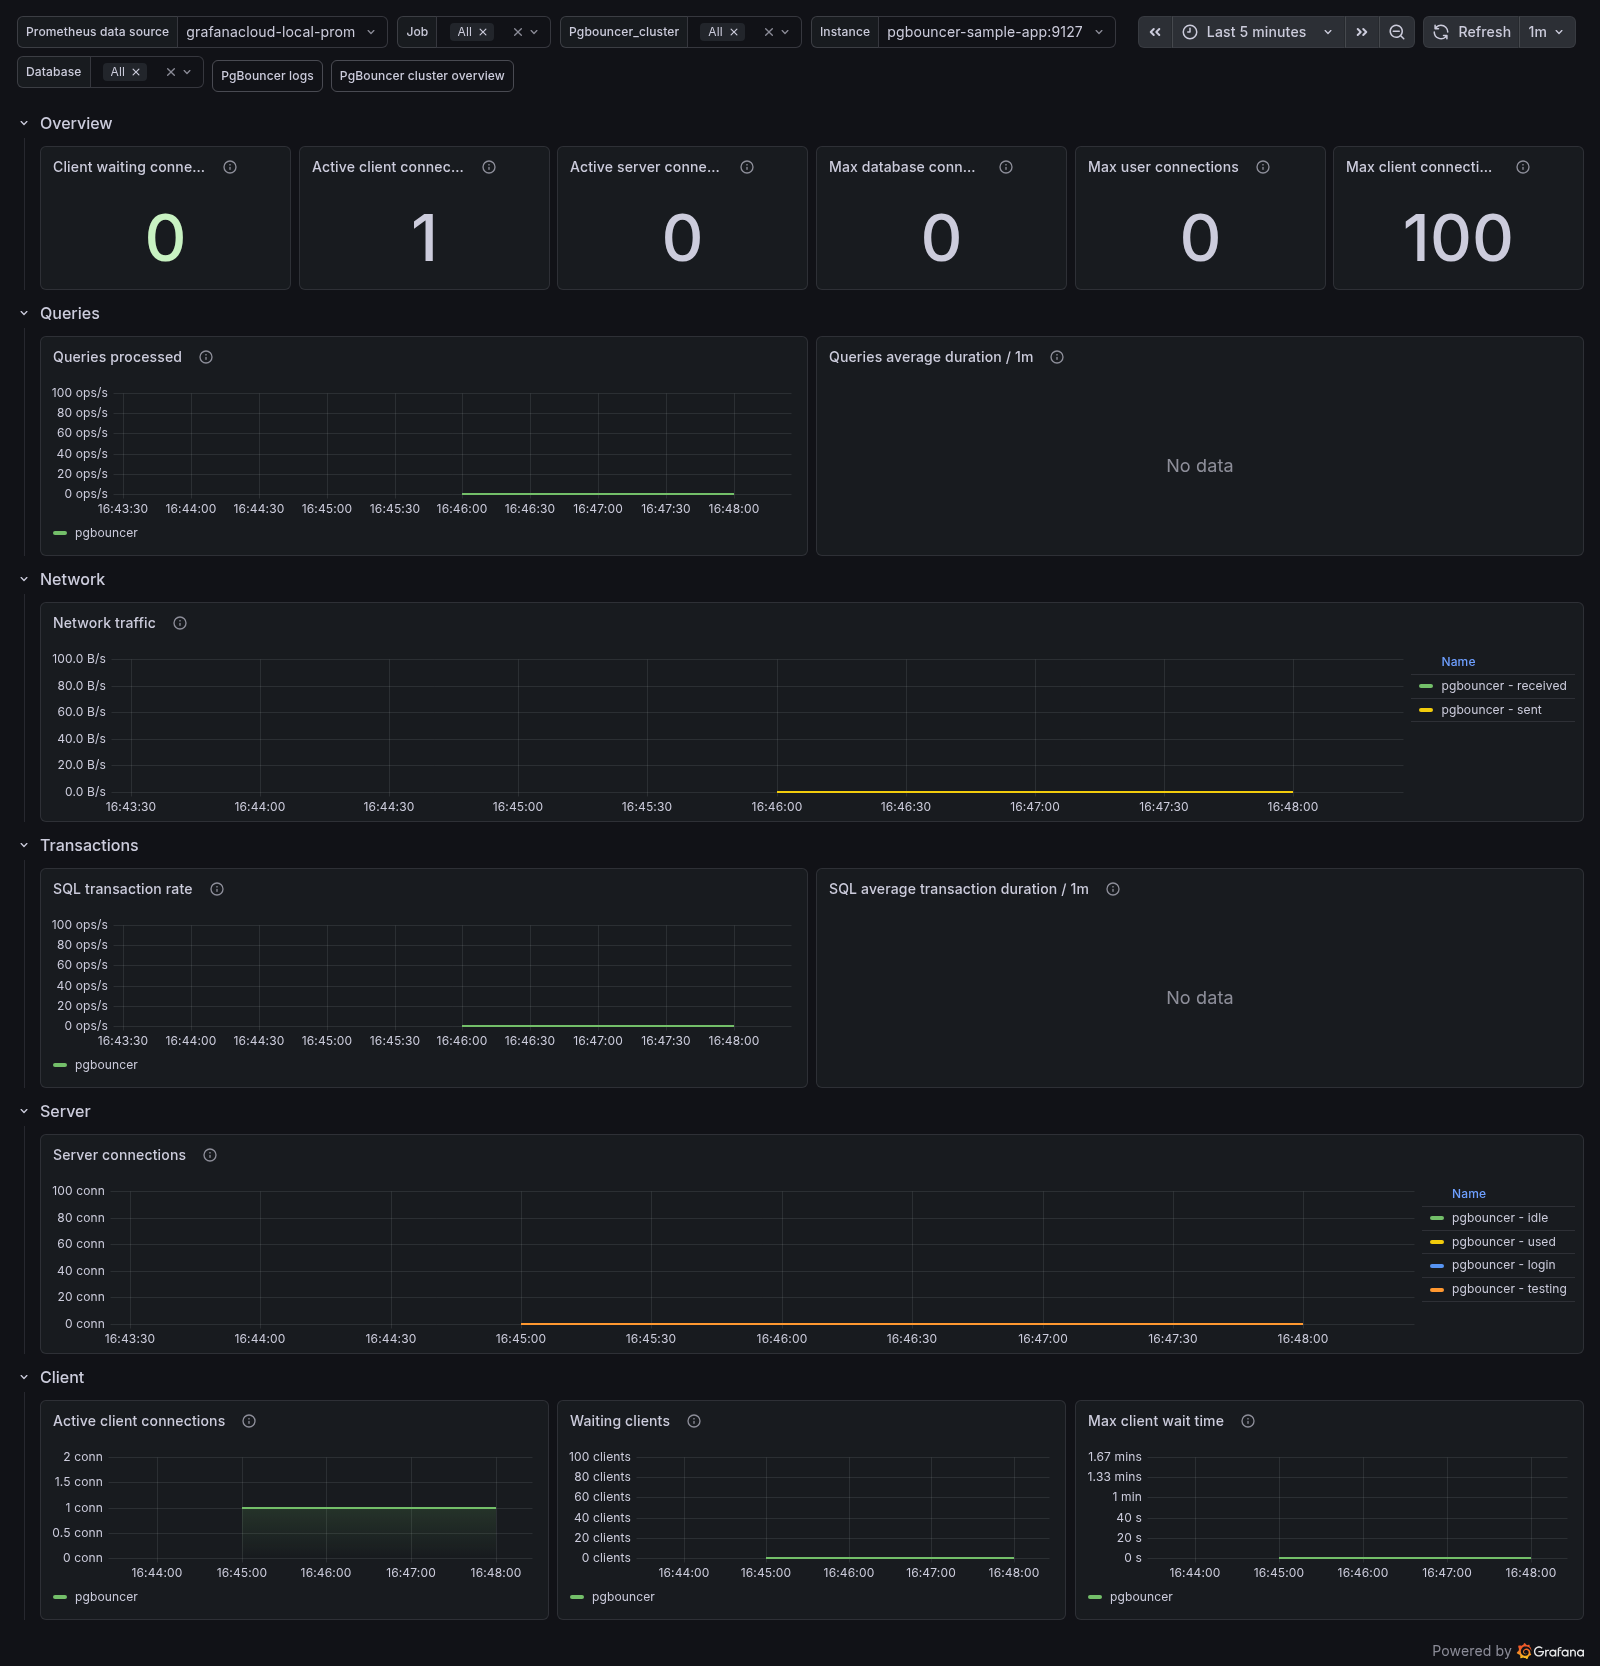 Prometheus data source grafanacloud-local-prom Job All Pgbouncer_cluster All Instance pgbouncer-sample-app:9127 Last 5 minutes Refresh 1m
Database All PgBouncer logs PgBouncer cluster overview
Overview
Client waiting conne... Active client connec... Active server conne... Max database conn... Max user connections Max client connecti...
0 1 0 0 0 100
Queries
Queries processed
100 ops/s
80 ops/s
60 ops/s
40 ops/s
20 ops/s
0 ops/s
16:43:30 16:44:00 16:44:30 16:45:00 16:45:30 16:46:00 16:46:30 16:47:00 16:47:30 16:48:00
pgbouncer
Queries average duration / 1m
No data
Network
Network traffic
100.0 B/s
80.0 B/s
60.0 B/s
40.0 B/s
20.0 B/s
0.0 B/s
16:43:30 16:44:00 16:44:30 16:45:00 16:45:30 16:46:00 16:46:30 16:47:00 16:47:30 16:48:00
Name
pgbouncer - received
pgbouncer - sent
Transactions
SQL transaction rate
100 ops/s
80 ops/s
60 ops/s
40 ops/s
20 ops/s
0 ops/s
16:43:30 16:44:00 16:44:30 16:45:00 16:45:30 16:46:00 16:46:30 16:47:00 16:47:30 16:48:00
pgbouncer
SQL average transaction duration / 1m
No data
Server
Server connections
100 conn
80 conn
60 conn
40 conn
20 conn
0 conn
16:43:30 16:44:00 16:44:30 16:45:00 16:45:30 16:46:00 16:46:30 16:47:00 16:47:30 16:48:00
Name
pgbouncer - idle
pgbouncer - used
pgbouncer - login
pgbouncer - testing
Client
Active client connections
2 conn
1.5 conn
1 conn
0.5 conn
0 conn
16:44:00 16:45:00 16:46:00 16:47:00 16:48:00
pgbouncer
Waiting clients
100 clients
80 clients
60 clients
40 clients
20 clients
0 clients
16:44:00 16:45:00 16:46:00 16:47:00 16:48:00
pgbouncer
Max client wait time
1.67 mins
1.33 mins
1 min
40 s
20 s
0 s
16:44:00 16:45:00 16:46:00 16:47:00 16:48:00
pgbouncer
Powered by Grafana